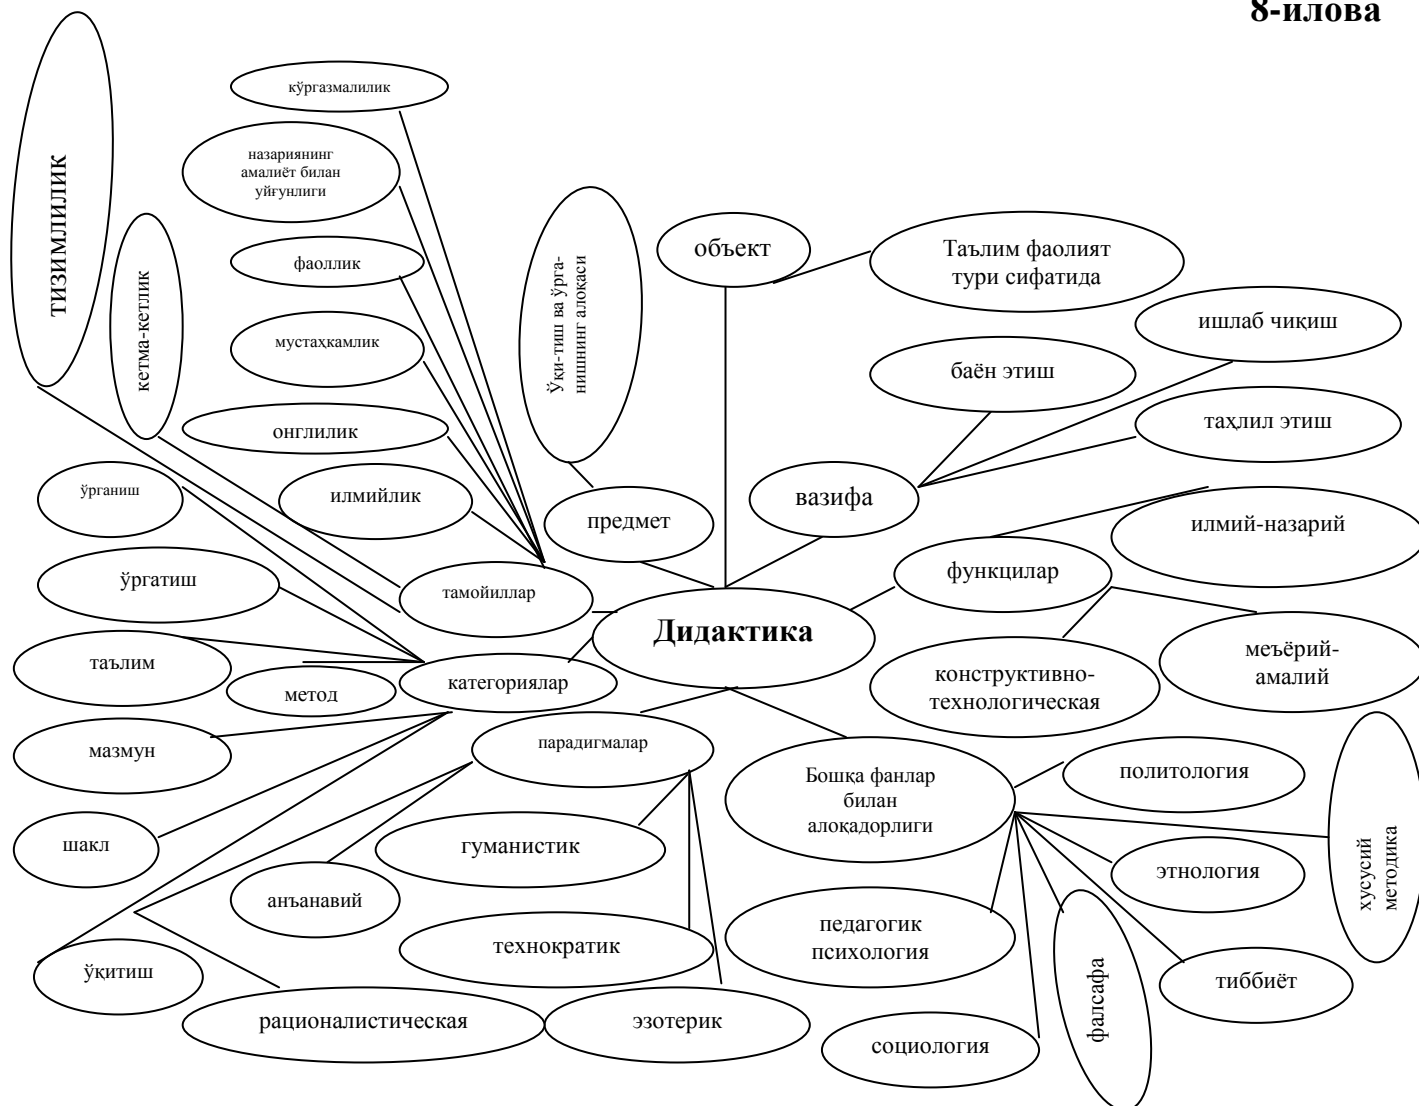 8-илова
кўргазмалилик
назариянинг
амалиёт билан
уйғунлиги
фаоллик
мустаҳкамлик
онглилик
илмийлик
тизимлилик
кетма-кетлик
Ўқи-тиш ва ўрга-
нишнинг алоқаси
объект
Таълим фаолият
тури сифатида
ишлаб чиқиш
баён этиш
таҳлил этиш
вазифа
предмет
илмий-назарий
функцилар
меъёрий-
амалий
конструктивно-
технологическая
Дидактика
тамойиллар
ўрганиш
ўргатиш
таълим
метод
категориялар
мазмун
шакл
ўқитиш
парадигмалар
гуманистик
анъанавий
технократик
рационалистическая
эзотерик
Бошқа фанлар
билан
алоқадорлиги
политология
этнология
хусусий
методика
педагогик
психология
фалсафа
тиббиёт
социология